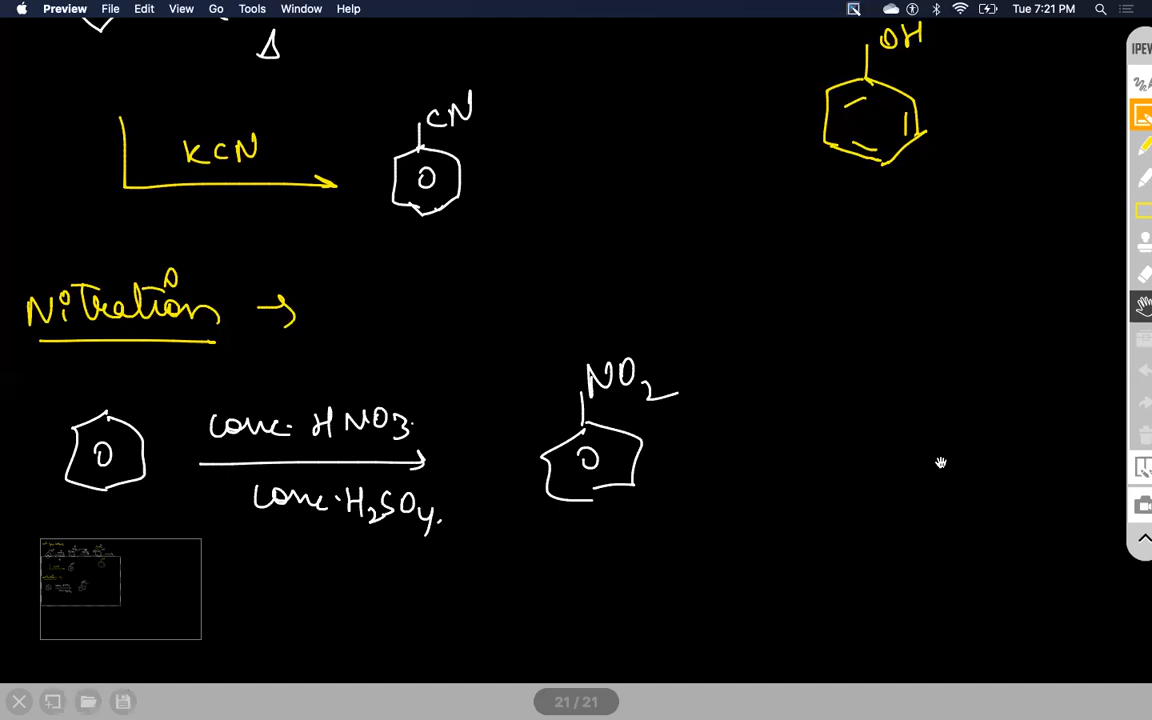 Preview File Edit View Go Tools Window Help Tue 7:21 PM
Δ
OH
KCN
CN
IPEV
Nitration →
NO2
conc. HNO3.
conc. H2SO4.
21 / 21